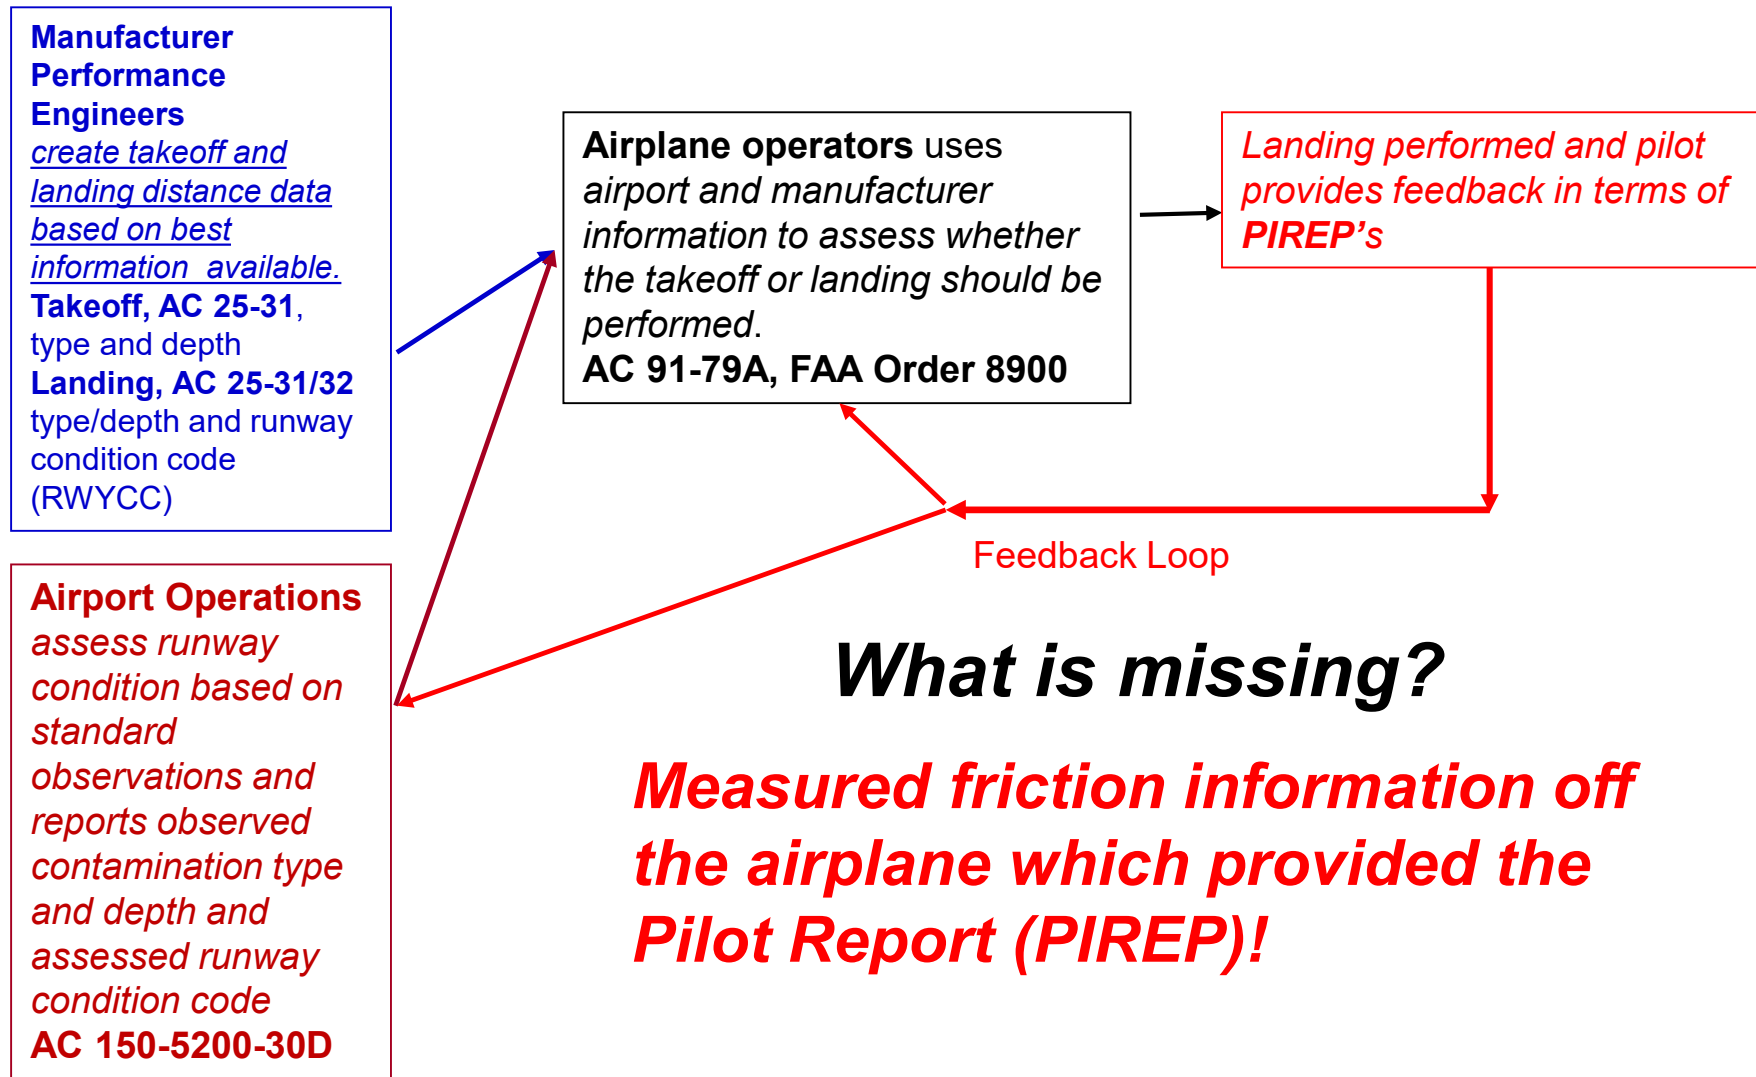 Manufacturer
Performance
Engineers
create takeoff and
landing distance data
based on best
information  available.
Takeoff, AC 25-31,
type and depth
Landing, AC 25-31/32
type/depth and runway
condition code
(RWYCC)
Airport Operations
assess runway
condition based on
standard
observations and
reports observed
contamination type
and depth and
assessed runway
condition code
AC 150-5200-30D
Airplane operators uses
airport and manufacturer
information to assess whether
the takeoff or landing should be
performed.
AC 91-79A, FAA Order 8900
Landing performed and pilot
provides feedback in terms of
PIREP's
Feedback Loop
What is missing?
Measured friction information off
the airplane which provided the
Pilot Report (PIREP)!